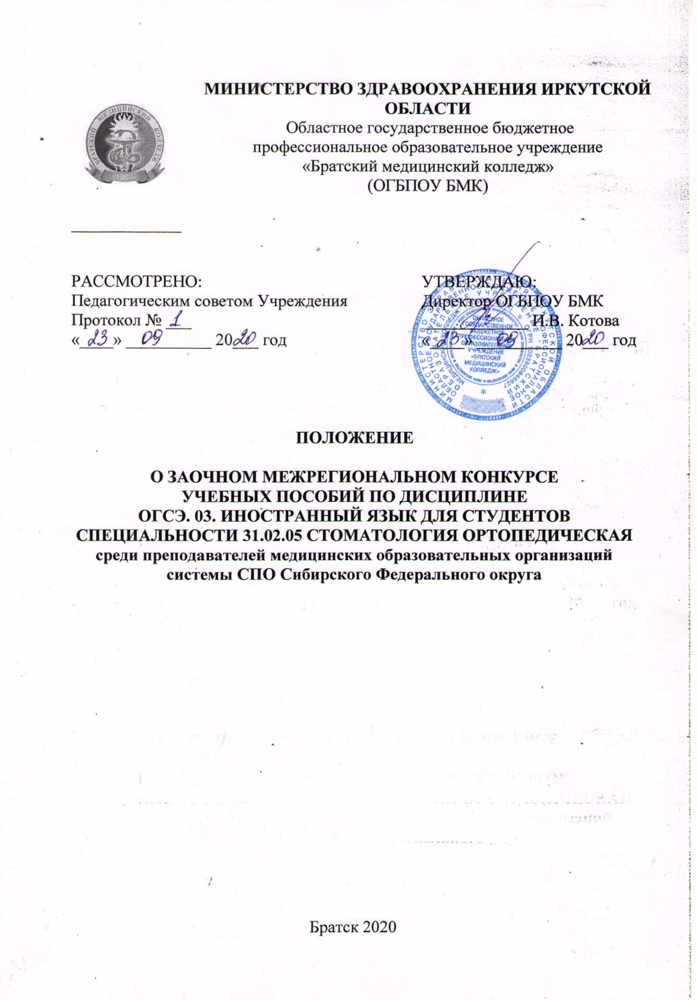 МИНИСТЕРСТВО ЗДРАВООХРАНЕНИЯ ИРКУТСКОЙ
ОБЛАСТИ
Областное государственное бюджетное
профессиональное образовательное учреждение
«Братский медицинский колледж»
(ОГБПОУ БМК)
БРАТСКИЙ МЕДИЦИНСКИЙ КОЛЛЕДЖ
1960
РАССМОТРЕНО:
Педагогическим советом Учреждения
Протокол № 1
«23» 09 2020 год
УТВЕРЖДАЮ:
Директор ОГБПОУ БМК
И.В. Котова
«23» 09 2020 год
ОБЛАСТНОЕ
ГОСУДАРСТВЕННОЕ
БЮДЖЕТНОЕ
ПРОФЕССИОНАЛЬНОЕ
ОБРАЗОВАТЕЛЬНОЕ
УЧРЕЖДЕНИЕ
«БРАТСКИЙ
МЕДИЦИНСКИЙ
КОЛЛЕДЖ»
ПОЛОЖЕНИЕ
О ЗАОЧНОМ МЕЖРЕГИОНАЛЬНОМ КОНКУРСЕ
УЧЕБНЫХ ПОСОБИЙ ПО ДИСЦИПЛИНЕ
ОГСЭ. 03. ИНОСТРАННЫЙ ЯЗЫК ДЛЯ СТУДЕНТОВ
СПЕЦИАЛЬНОСТИ 31.02.05 СТОМАТОЛОГИЯ ОРТОПЕДИЧЕСКАЯ
среди преподавателей медицинских образовательных организаций
системы СПО Сибирского Федерального округа
Братск 2020